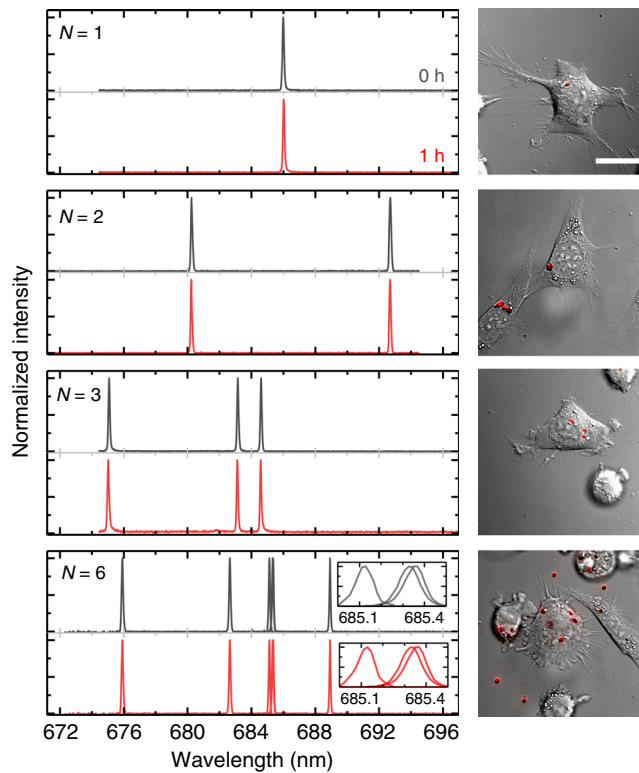 N = 1
0 h
1 h
N = 2
N = 3
N = 6
685.1 685.4
685.1 685.4
Normalized intensity
672 676 680 684 688 692 696
Wavelength (nm)